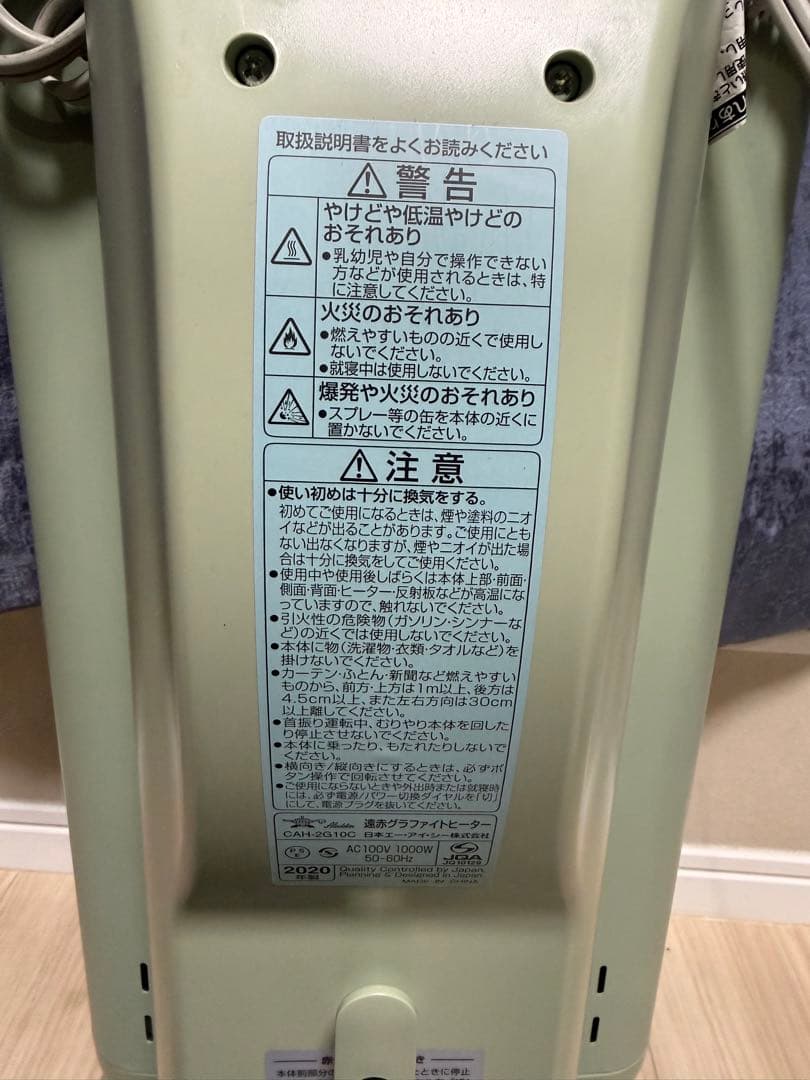 取扱説明書をよくお読みください
警告
やけどや低温やけどの
おそれあり
●乳幼児や自分で操作できない
方などが使用されるときは、特
に注意してください。
火災のおそれあり
●燃えやすいものの近くで使用し
ないでください。
●就寝中は使用しないでください。
爆発や火災のおそれあり
●スプレー等の缶を本体の近くに
置かないでください。
注意
●使い初めは十分に換気をする。
初めてご使用になるときは、煙や塗料のニオ
イなどが出ることがあります。ご使用にとも
ない出なくなりますが、煙やニオイが出た場
合は十分に換気をしてご使用ください。
●使用中や使用後しばらくは本体上部・前面・
側面・背面・ヒーター・反射板などが高温にな
っていますので、触れないでください。
●引火性の危険物(ガソリン・シンナーな
ど)の近くでは使用しないでください。
●本体に物(洗濯物・衣類・タオルなど)を
掛けないでください。
●カーテン・ふとん・新聞など燃えやすい
ものから、前方・上方は1m以上、後方は
4.5cm以上、また左右方向は30cm
以上離してください。
●首振り運転中、むりやり本体を回した
り停止させないでください。
●本体に乗ったり、もたれたりしないで
ください。
●横向き/縦向きにするときは、必ずボ
タン操作で回転させてください。
●ご使用にならないときや外出時または就寝時
には、必ず電源/パワー切換ダイヤルを「切」
にして、電源プラグを抜いてください。
Aladdin 遠赤グラファイトヒーター
CAH-2G10C 日本エー・アイ・シー株式会社
PSE AC100V 1000W
50-60Hz
JQA
JQ10129
2020
年製
Quality Controlled by Japan,
Planning & Designed in Japan
MADE IN CHINA